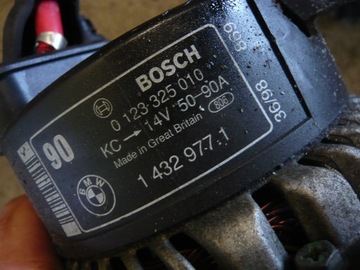 BOSCH
0 123 325 010
KC → 14V 50-90A
Made in Great Britain
1 432 977.1
90
BMW
36/98